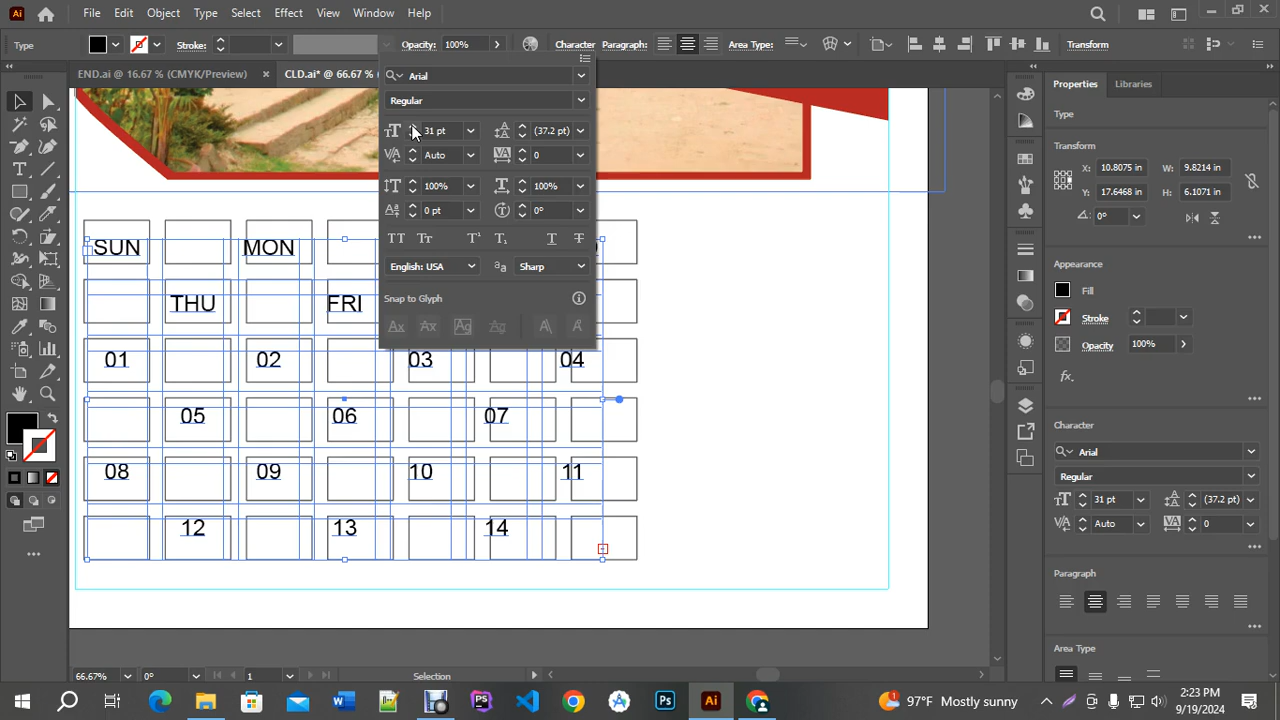 Ai File Edit Object Type Select Effect View Window Help
Type Stroke: Opacity: 100% Character Paragraph: Area Type: Transform
END.ai @ 16.67 % (CMYK/Preview) × CLD.ai* @ 66.67 %
Arial
Regular
31 pt (37.2 pt)
Auto 0
100% 100%
0 pt 0°
English: USA Sharp
Snap to Glyph
SUN MON
THU FRI
01 02 03 04
05 06 07
08 09 10 11
12 13 14
Properties Libraries
Transform
X: 10.8075 in W: 9.8214 in
Y: 17.6468 in H: 6.1071 in
0°
Appearance
Fill
Stroke
Opacity 100%
fx.
Character
Arial
Regular
31 pt (37.2 pt)
Auto 0
Paragraph
Area Type
66.67% 0° 1 Selection
97°F Mostly sunny
2:23 PM
9/19/2024